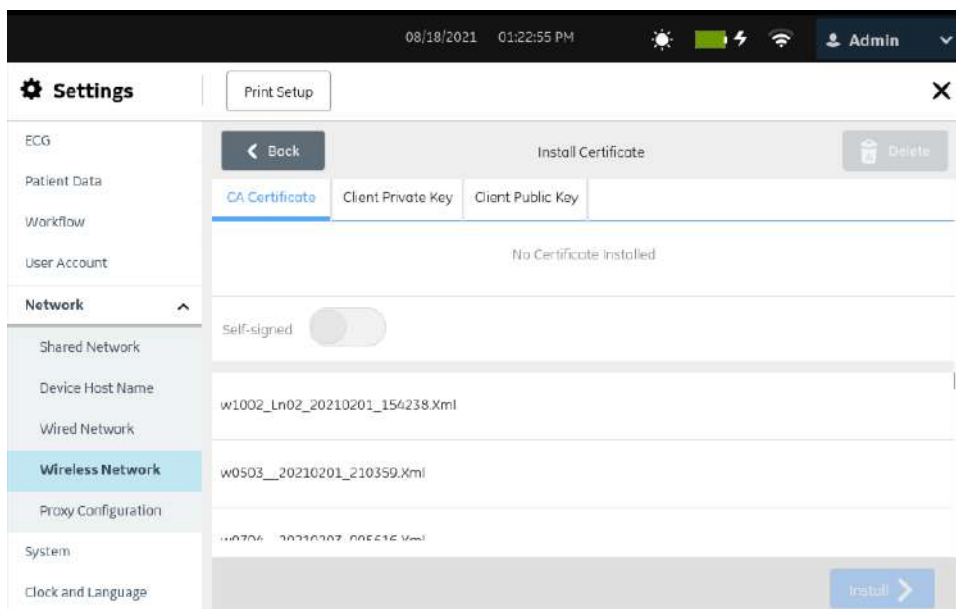 08/18/2021 01:22:55 PM Admin
Settings
Print Setup
ECG
Patient Data
Workflow
User Account
Network
Shared Network
Device Host Name
Wired Network
Wireless Network
Proxy Configuration
System
Clock and Language
Back
Install Certificate
Delete
CA Certificate
Client Private Key
Client Public Key
No Certificate Installed
Self-signed
w1002_Ln02_20210201_154238.Xml
w0503__20210201_210359.Xml
Install